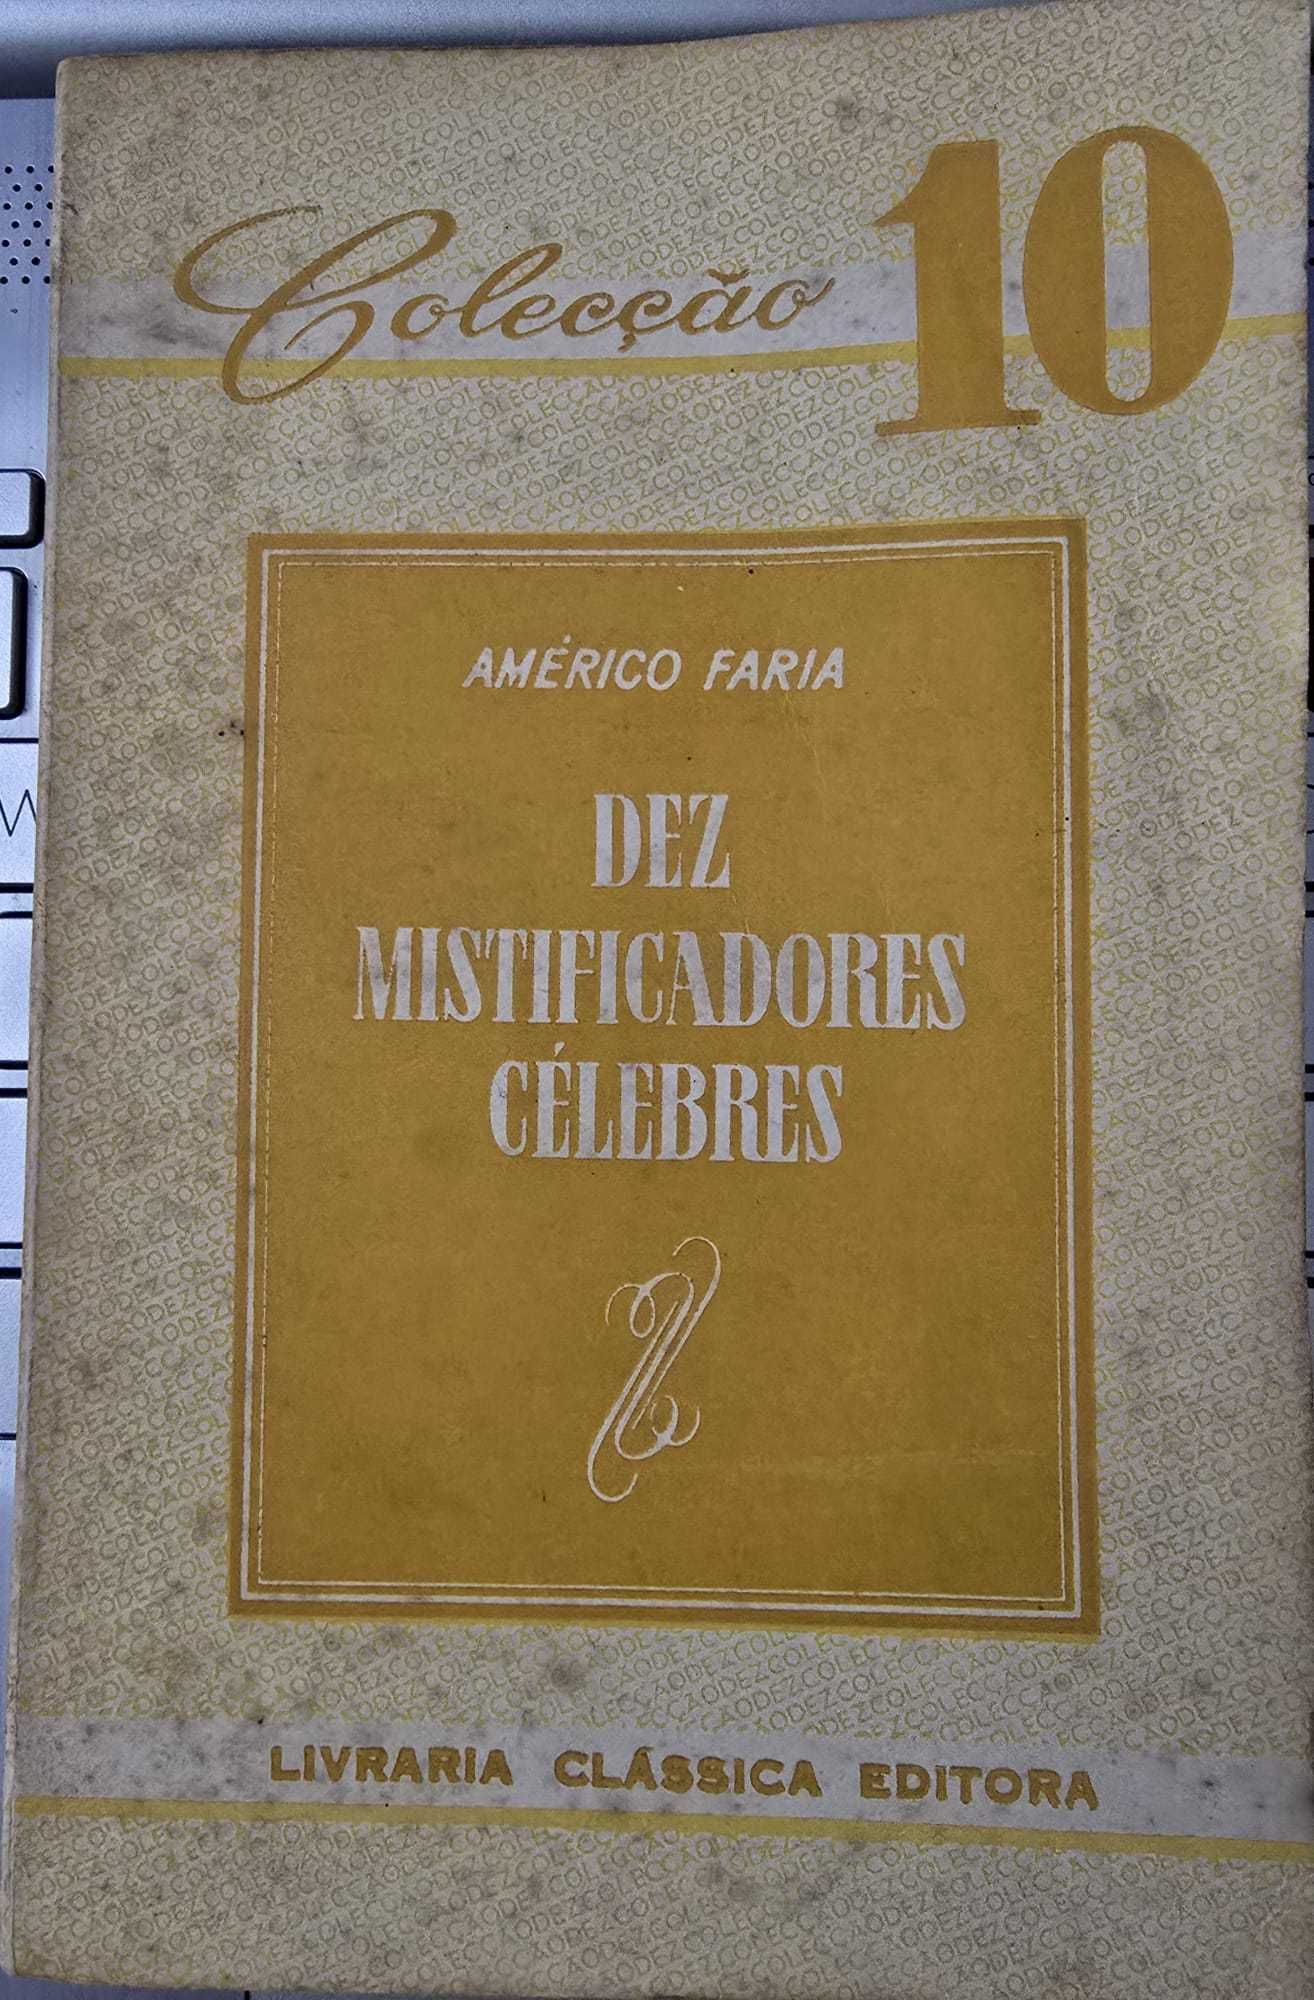 Colecção 10
AMÉRICO FARIA
DEZ
MISTIFICADORES
CÉLEBRES
LIVRARIA CLÁSSICA EDITORA